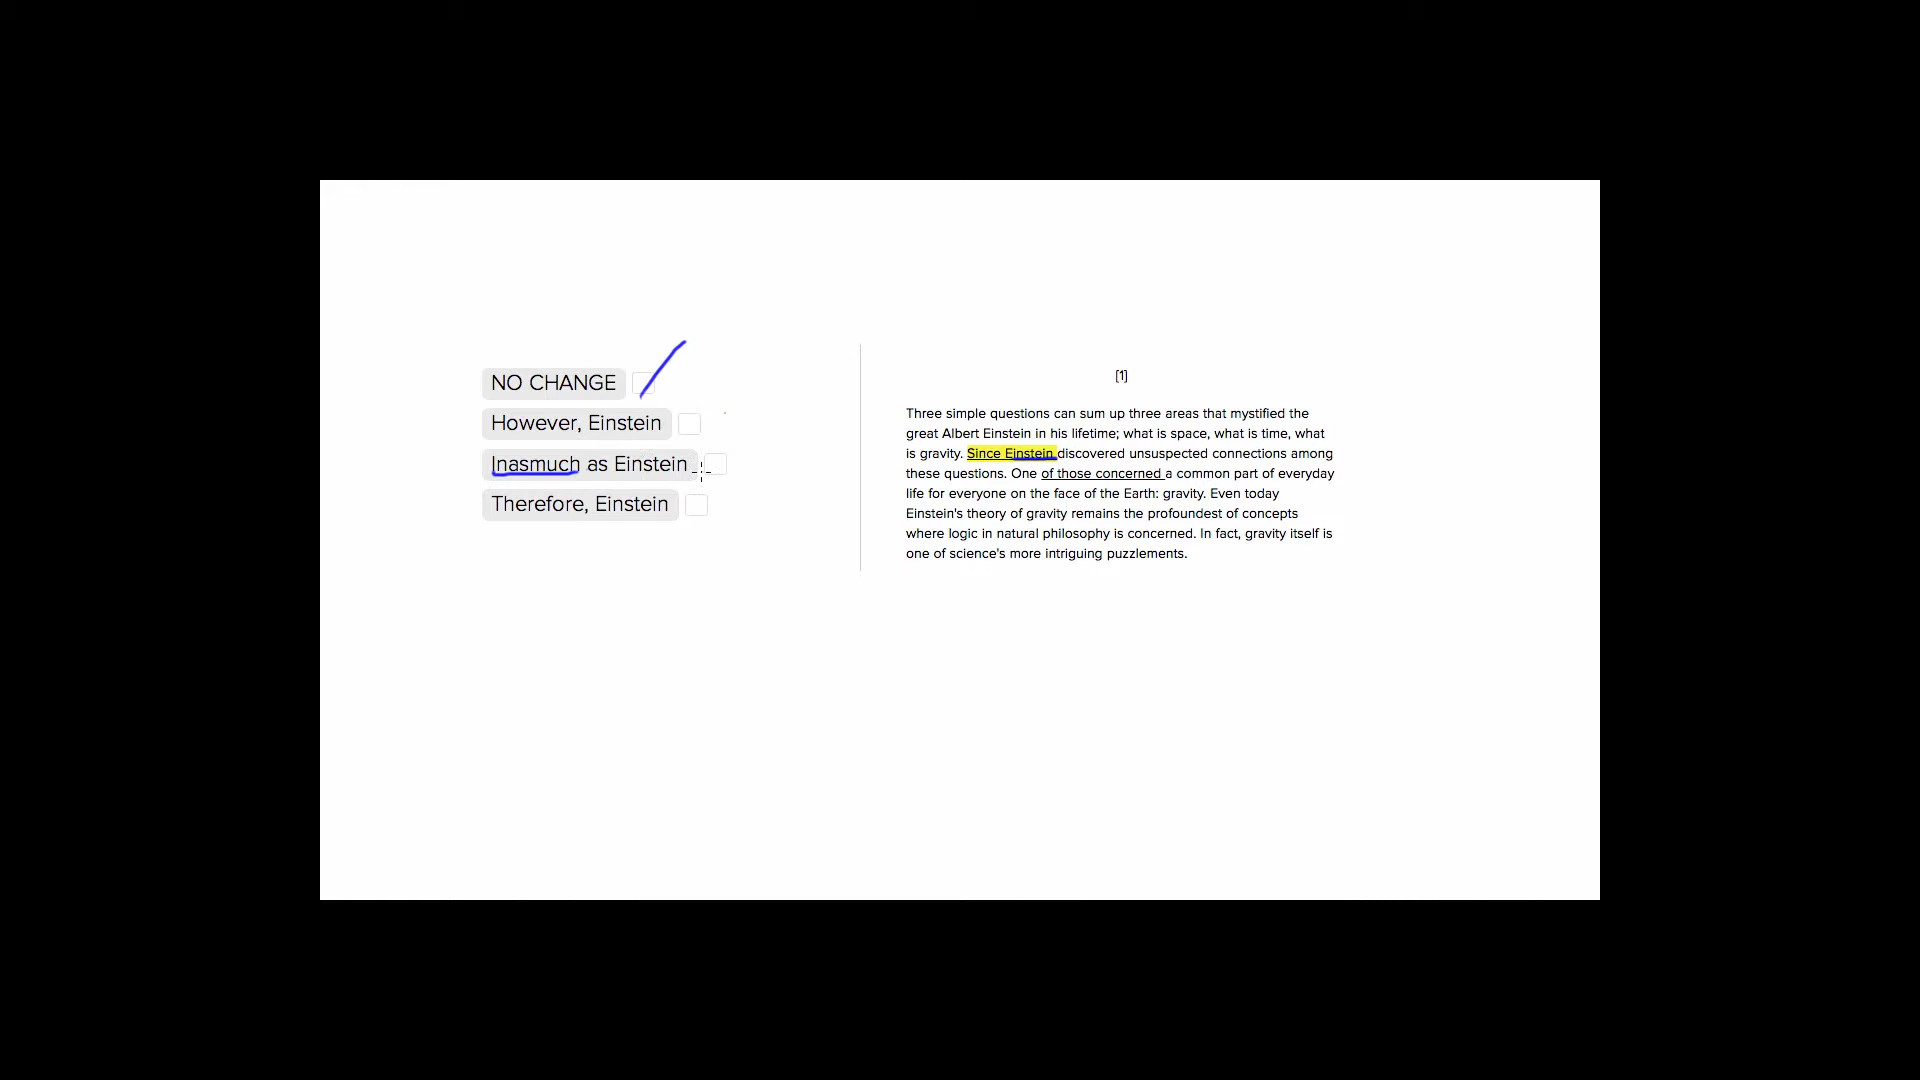 NO CHANGE
However, Einstein
Inasmuch as Einstein
Therefore, Einstein
[1]
Three simple questions can sum up three areas that mystified the
great Albert Einstein in his lifetime; what is space, what is time, what
is gravity. Since Einstein discovered unsuspected connections among
these questions. One of those concerned a common part of everyday
life for everyone on the face of the Earth: gravity. Even today
Einstein's theory of gravity remains the profoundest of concepts
where logic in natural philosophy is concerned. In fact, gravity itself is
one of science's more intriguing puzzlements.